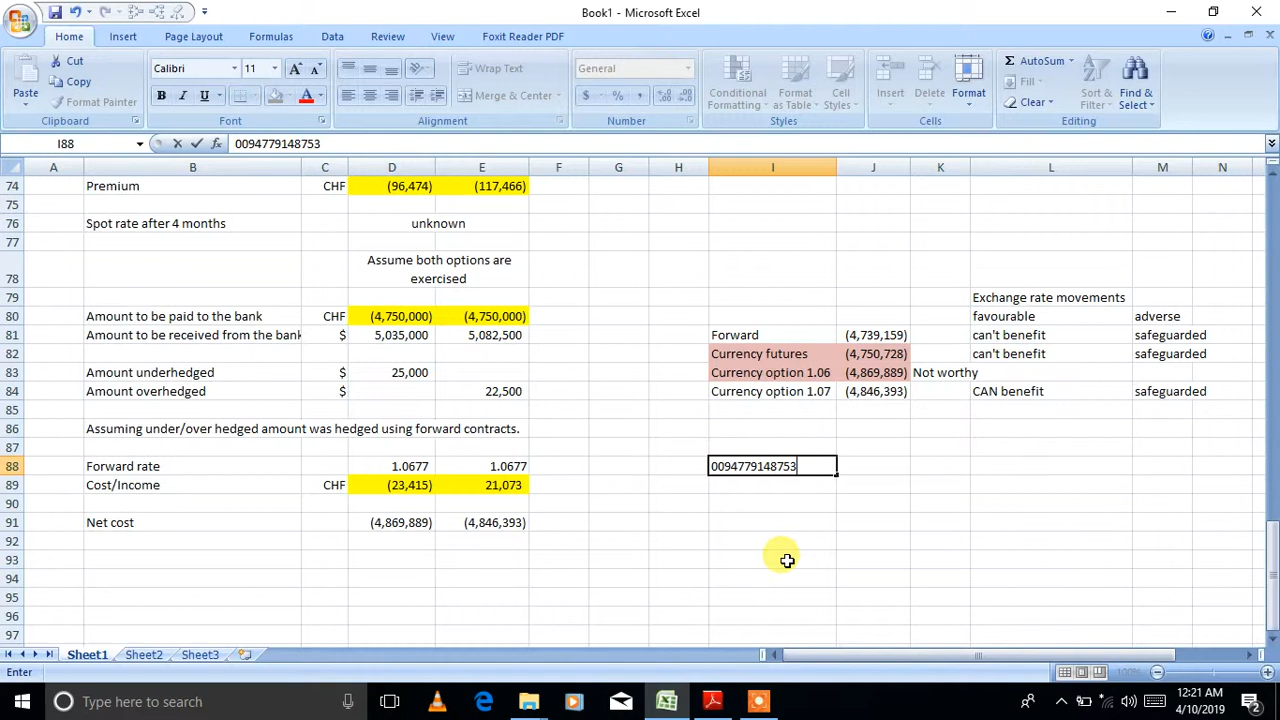 Book1 - Microsoft Excel
Home Insert Page Layout Formulas Data Review View Foxit Reader PDF
Paste Cut Copy Format Painter Clipboard
Calibri 11 A A B I U A Font
Wrap Text Merge & Center Alignment
General $ % , Number
Conditional Formatting Format as Table Cell Styles Styles
Insert Delete Format Cells
AutoSum Fill Clear Sort & Filter Find & Select Editing
I88 fx 0094779148753
A B C D E F G H I J K L M N
74 Premium CHF (96,474) (117,466)
75
76 Spot rate after 4 months unknown
77
78 Assume both options are
exercised
79 Exchange rate movements
80 Amount to be paid to the bank CHF (4,750,000) (4,750,000) favourable adverse
81 Amount to be received from the bank $ 5,035,000 5,082,500 Forward (4,739,159) can't benefit safeguarded
82 Currency futures (4,750,728) can't benefit safeguarded
83 Amount underhedged $ 25,000 Currency option 1.06 (4,869,889) Not worthy
84 Amount overhedged $ 22,500 Currency option 1.07 (4,846,393) CAN benefit safeguarded
85
86 Assuming under/over hedged amount was hedged using forward contracts.
87
88 Forward rate 1.0677 1.0677 0094779148753
89 Cost/Income CHF (23,415) 21,073
90
91 Net cost (4,869,889) (4,846,393)
92
93
94
95
96
97
Sheet1 Sheet2 Sheet3
Enter 100%
Type here to search 12:21 AM
4/10/2019 2